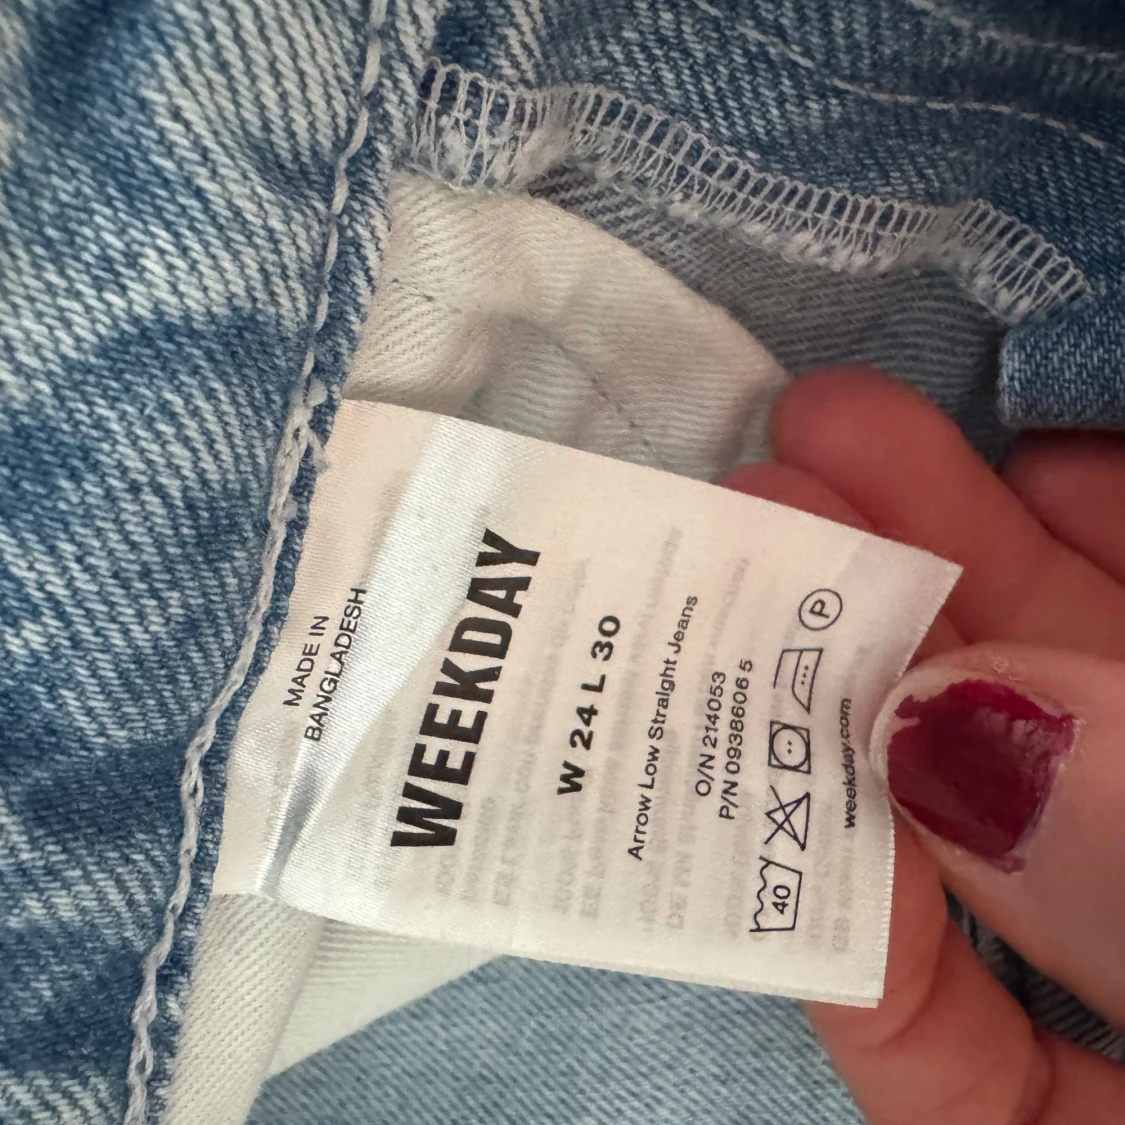 MADE IN
BANGLADESH
WEEKDAY
W 24 L 30
Arrow Low Straight Jeans
O/N 214053
P/N 0938606 5
40 P
weekday.com